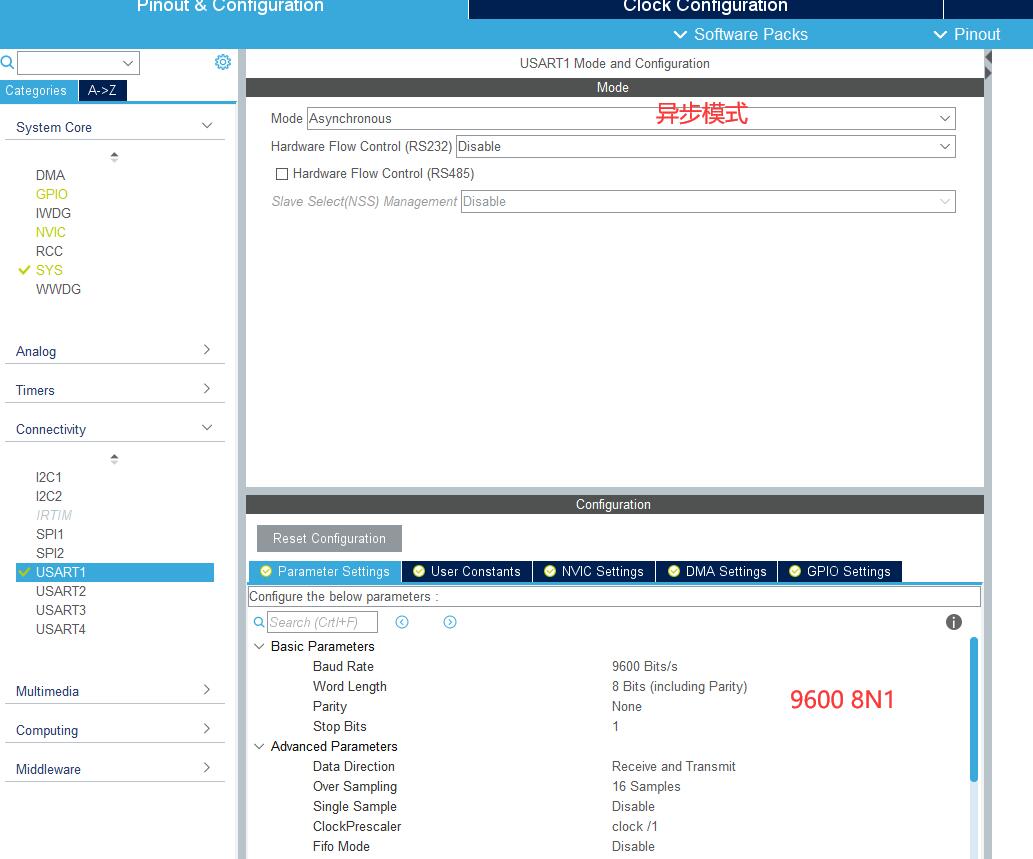 Pinout & Configuration
Clock Configuration
Software Packs
Pinout
Categories
A->Z
System Core
DMA
GPIO
IWDG
NVIC
RCC
SYS
WWDG
Analog
Timers
Connectivity
I2C1
I2C2
IRTIM
SPI1
SPI2
USART1
USART2
USART3
USART4
Multimedia
Computing
Middleware
USART1 Mode and Configuration
Mode
Mode Asynchronous
异步模式
Hardware Flow Control (RS232) Disable
Hardware Flow Control (RS485)
Slave Select(NSS) Management Disable
Configuration
Reset Configuration
Parameter Settings
User Constants
NVIC Settings
DMA Settings
GPIO Settings
Configure the below parameters :
Search (Crtl+F)
Basic Parameters
Baud Rate 9600 Bits/s
Word Length 8 Bits (including Parity)
Parity None
9600 8N1
Stop Bits 1
Advanced Parameters
Data Direction Receive and Transmit
Over Sampling 16 Samples
Single Sample Disable
ClockPrescaler clock /1
Fifo Mode Disable